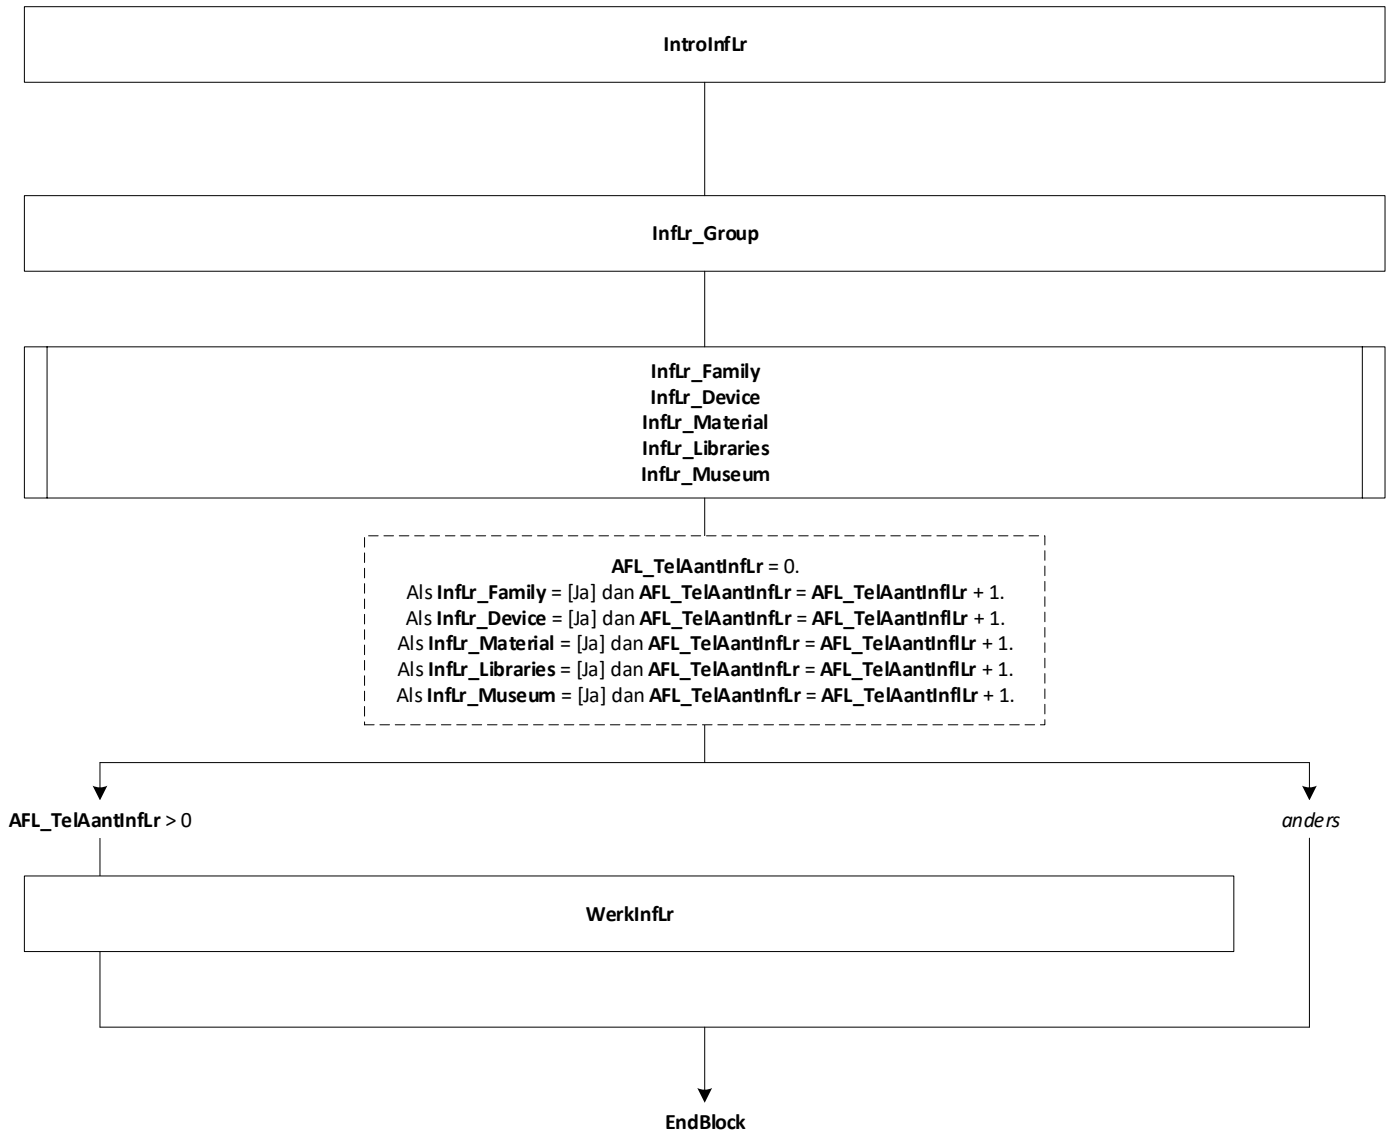 IntroInfLr
InfLr_Group
InfLr_Family
InfLr_Device
InfLr_Material
InfLr_Libraries
InfLr_Museum
AFL_TelAantInfLr = 0.
Als InfLr_Family = [Ja] dan AFL_TelAantInfLr = AFL_TelAantInflLr + 1.
Als InfLr_Device = [Ja] dan AFL_TelAantInfLr = AFL_TelAantInflLr + 1.
Als InfLr_Material = [Ja] dan AFL_TelAantInfLr = AFL_TelAantInflLr + 1.
Als InfLr_Libraries = [Ja] dan AFL_TelAantInfLr = AFL_TelAantInflLr + 1.
Als InfLr_Museum = [Ja] dan AFL_TelAantInfLr = AFL_TelAantInflLr + 1.
AFL_TelAantInfLr > 0
anders
WerkInfLr
EndBlock